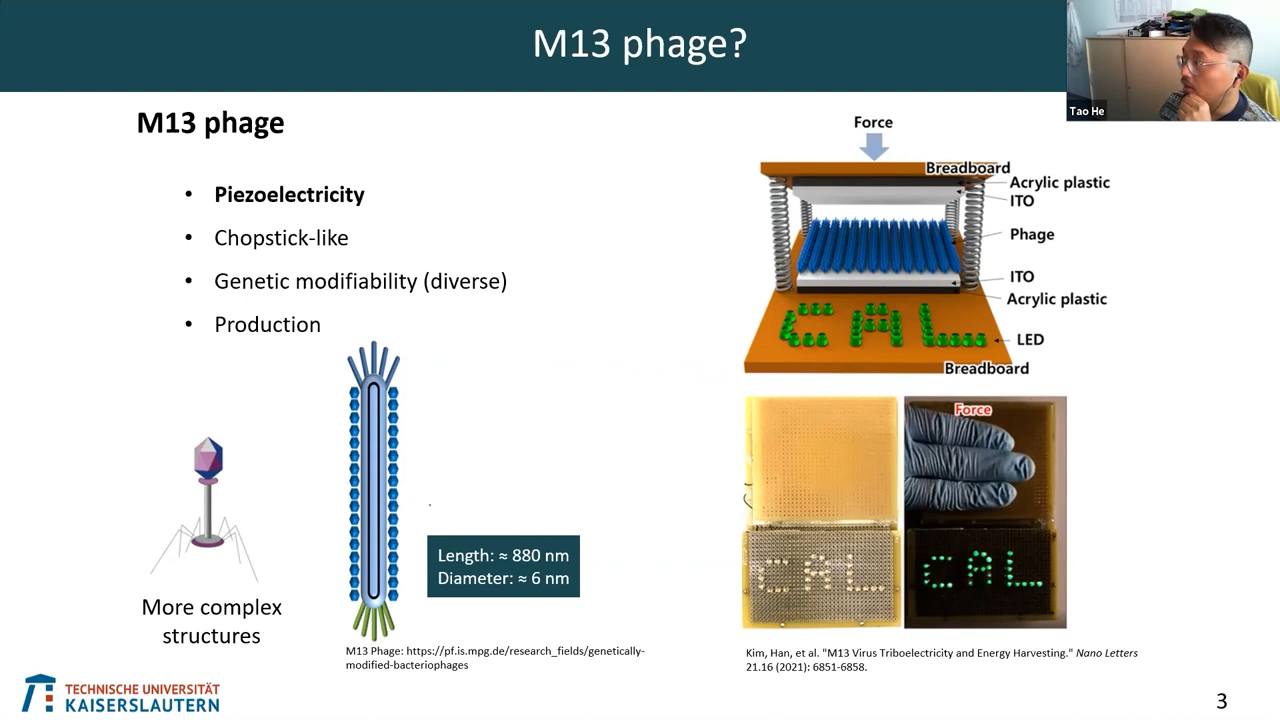 M13 phage?
Tao He
M13 phage
• Piezoelectricity
• Chopstick-like
• Genetic modifiability (diverse)
• Production
More complex
structures
Length: ≈ 880 nm
Diameter: ≈ 6 nm
M13 Phage: https://pf.is.mpg.de/research_fields/genetically-
modified-bacteriophages
Force
Breadboard
Acrylic plastic
ITO
Phage
ITO
Acrylic plastic
CAL
LED
Breadboard
Force
CAL
CAL
Kim, Han, et al. "M13 Virus Triboelectricity and Energy Harvesting." Nano Letters
21.16 (2021): 6851-6858.
TECHNISCHE UNIVERSITÄT
KAISERSLAUTERN
3